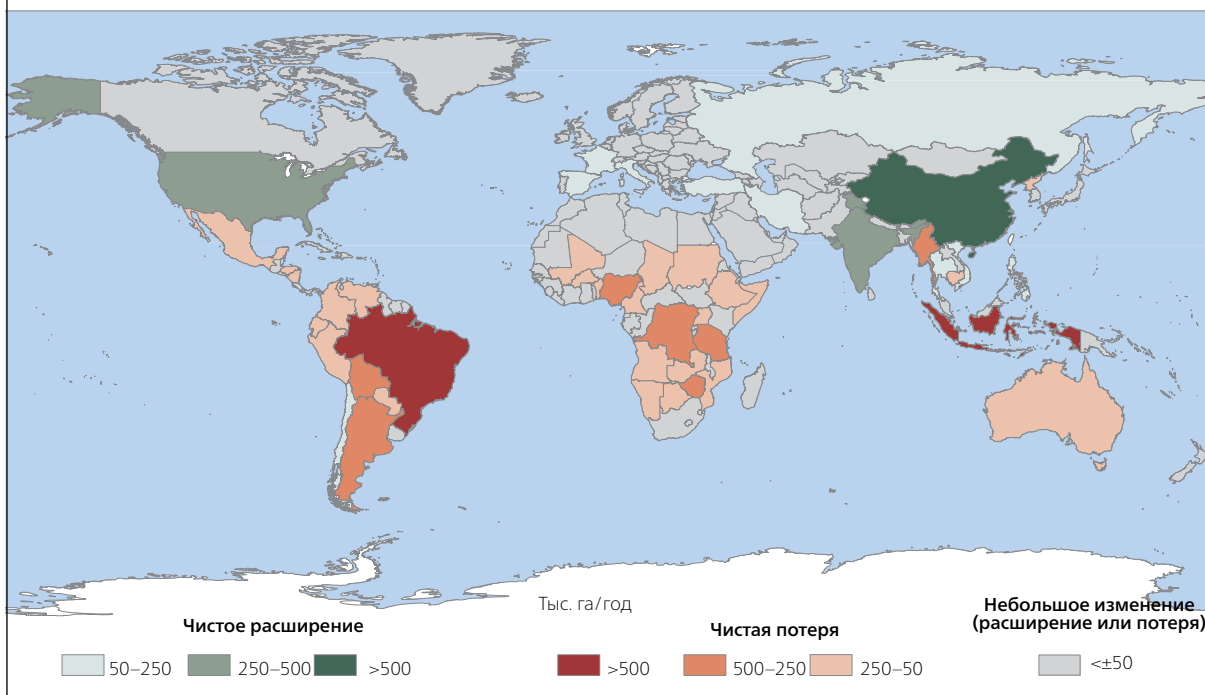 Тыс. га/год
Чистое расширение
50–250
250–500
>500
Чистая потеря
>500
500–250
250–50
Небольшое изменение
(расширение или потеря)
<±50